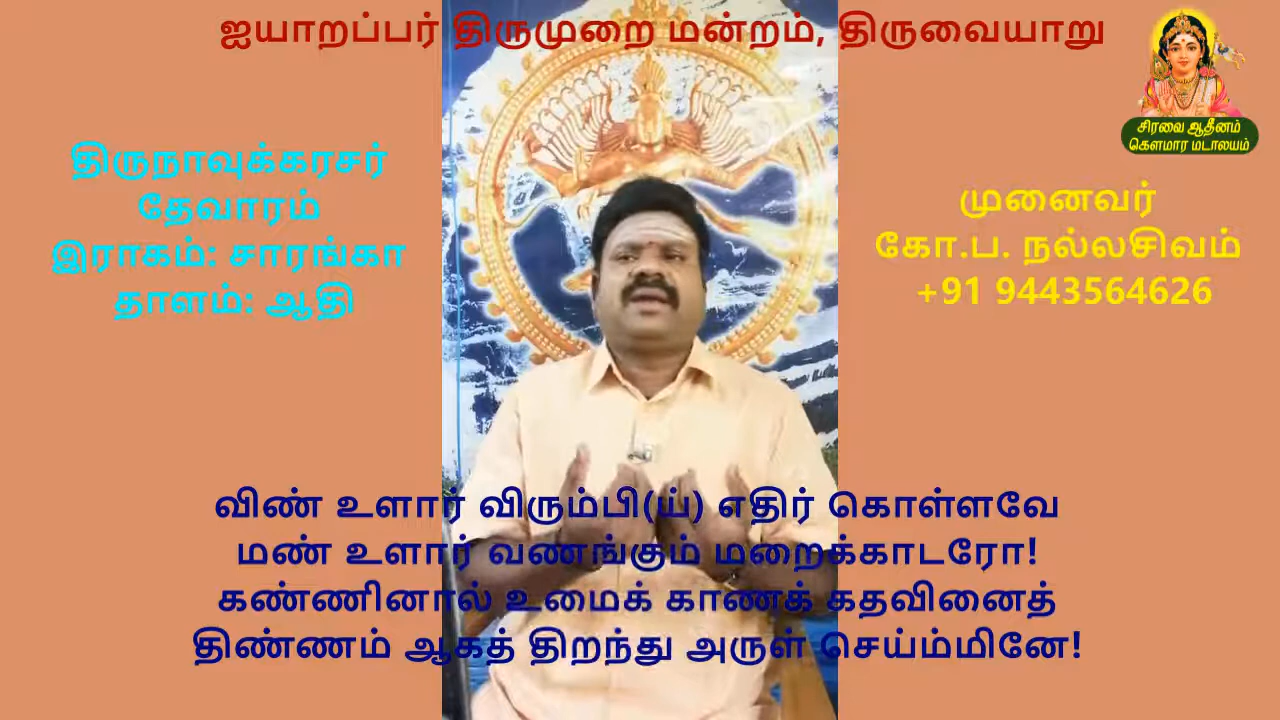 ஐயாறப்பர் திருமுறை மன்றம், திருவையாறு
சிரவை ஆதீனம்
கௌமார மடாலயம்
திருநாவுக்கரசர்
தேவாரம்
இராகம்: சாரங்கா
தாளம்: ஆதி
முனைவர்
கோ.ப. நல்லசிவம்
+91 9443564626
விண் உளார் விரும்பி(ய்) எதிர் கொள்ளவே
மண் உளார் வணங்கும் மறைக்காடரோ!
கண்ணினால் உமைக் காணக் கதவினைத்
திண்ணம் ஆகத் திறந்து அருள் செய்ம்மினே!